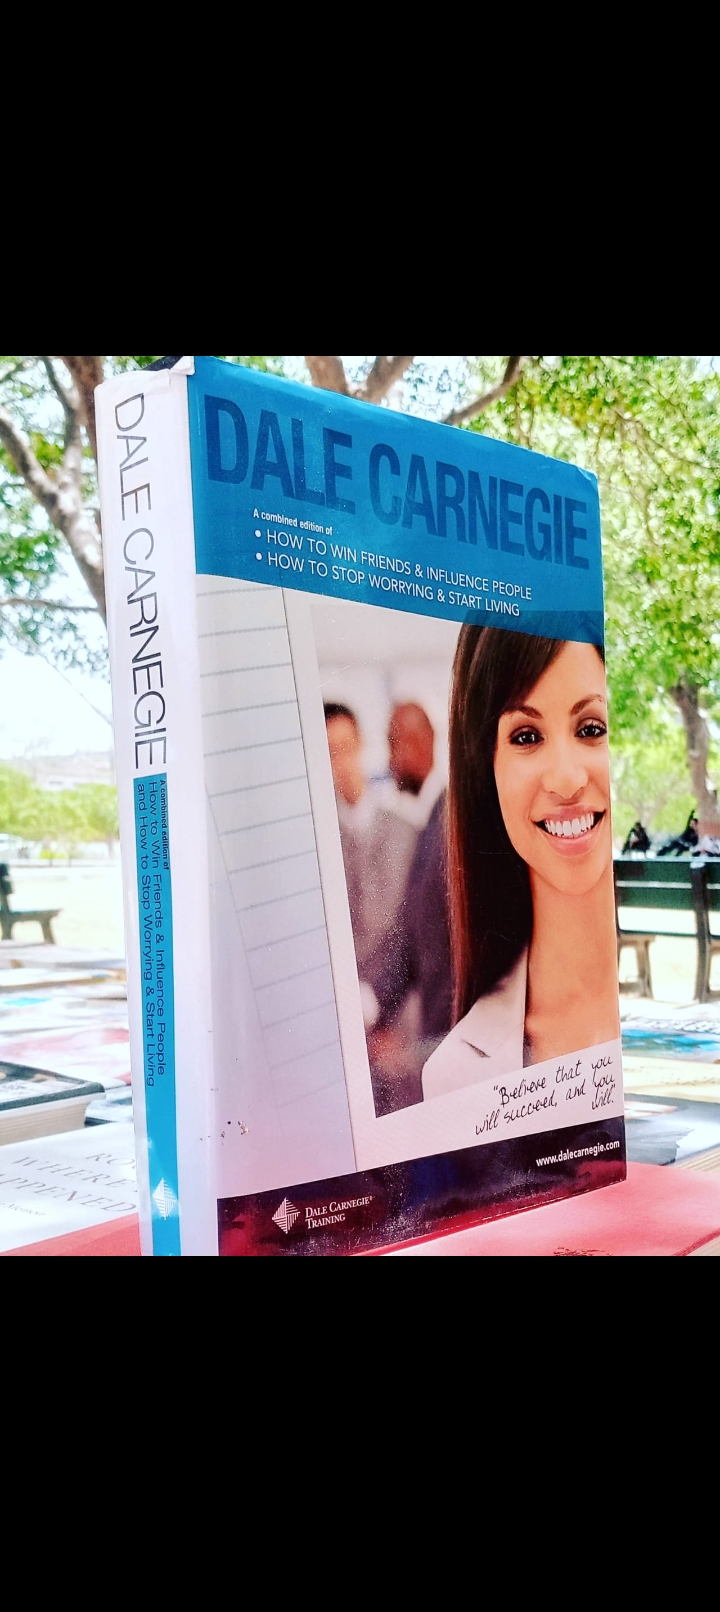 DALE CARNEGIE
A combined edition of
How to Win Friends & Influence People
and How to Stop Worrying & Start Living
DALE CARNEGIE
A combined edition of
• HOW TO WIN FRIENDS & INFLUENCE PEOPLE
• HOW TO STOP WORRYING & START LIVING
"Believe that you
will succeed, and you
will."
www.dalecarnegie.com
DALE CARNEGIE®
TRAINING
WHERE